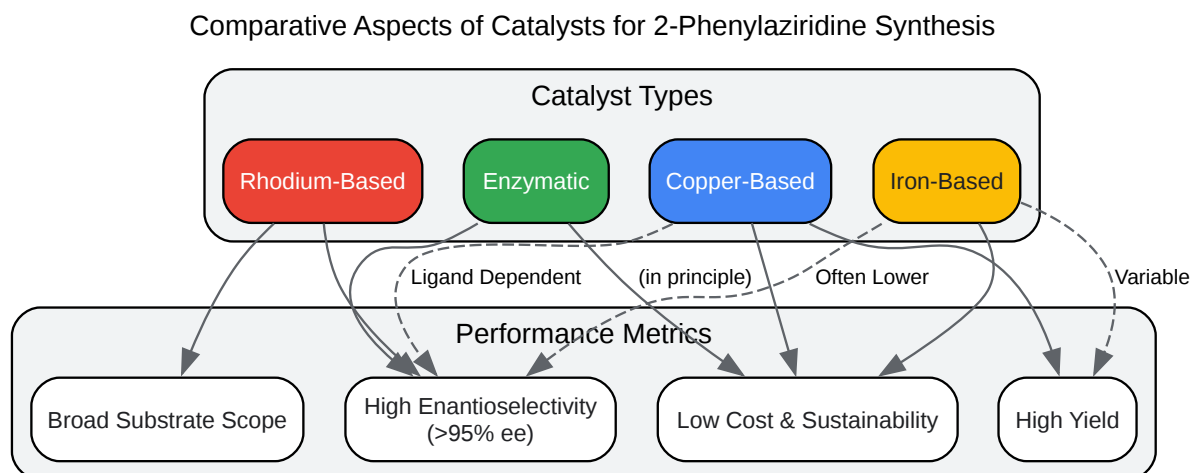 Comparative Aspects of Catalysts for 2-Phenylaziridine Synthesis
Catalyst Types
Rhodium-Based
Enzymatic
Copper-Based
Iron-Based
Ligand Dependent
(in principle)
Often Lower
Variable
Performance Metrics
Broad Substrate Scope
High Enantioselectivity
(>95% ee)
Low Cost & Sustainability
High Yield